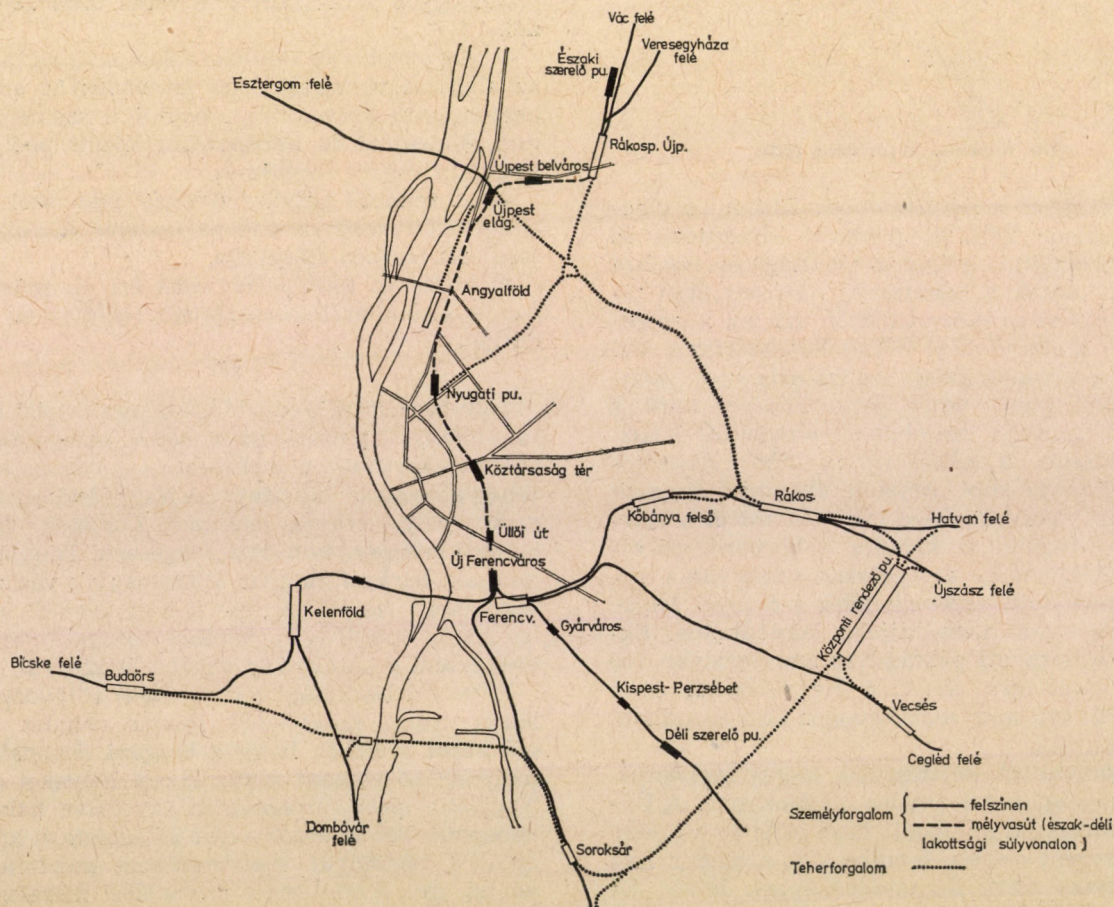 Vác felé
Veresegyháza
felé
Északi
szerelő pu.
Esztergom felé
Rákosp. Újp.
Újpest belváros
Újpest
elág.
Angyalföld
Nyugati pu.
Köztársaság tér
Kőbánya felső
Rákos.
Hatvan felé
Üllői út
Új Ferencváros
Újszász felé
Kelenföld
Ferencv.
Központi rendező pu.
Gyárváros
Bicske felé
Budaörs
Kispest-P.erzsébet
Vecsés
Déli szerelő pu.
Cegléd felé
Személyforgalom
felszínen
mélyvasút (észak-déli
lakottsági súlyvonalon)
Dombóvár
felé
Soroksár
Teherforgalom